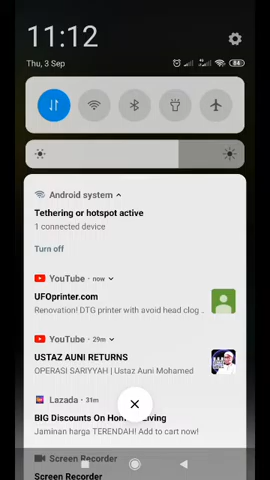 11:12
Thu, 3 Sep
84
Android system
Tethering or hotspot active
1 connected device
Turn off
YouTube • now
UFOprinter.com
Renovation! DTG printer with avoid head clog ..
YouTube • 29m
USTAZ AUNI RETURNS
OPERASI SARIYYAH | Ustaz Auni Mohamed
Lazada • 31m
BIG Discounts On Hom Living
Jaminan harga TERENDAH! Add to cart now!
Screen Recorder
Screen Recorder